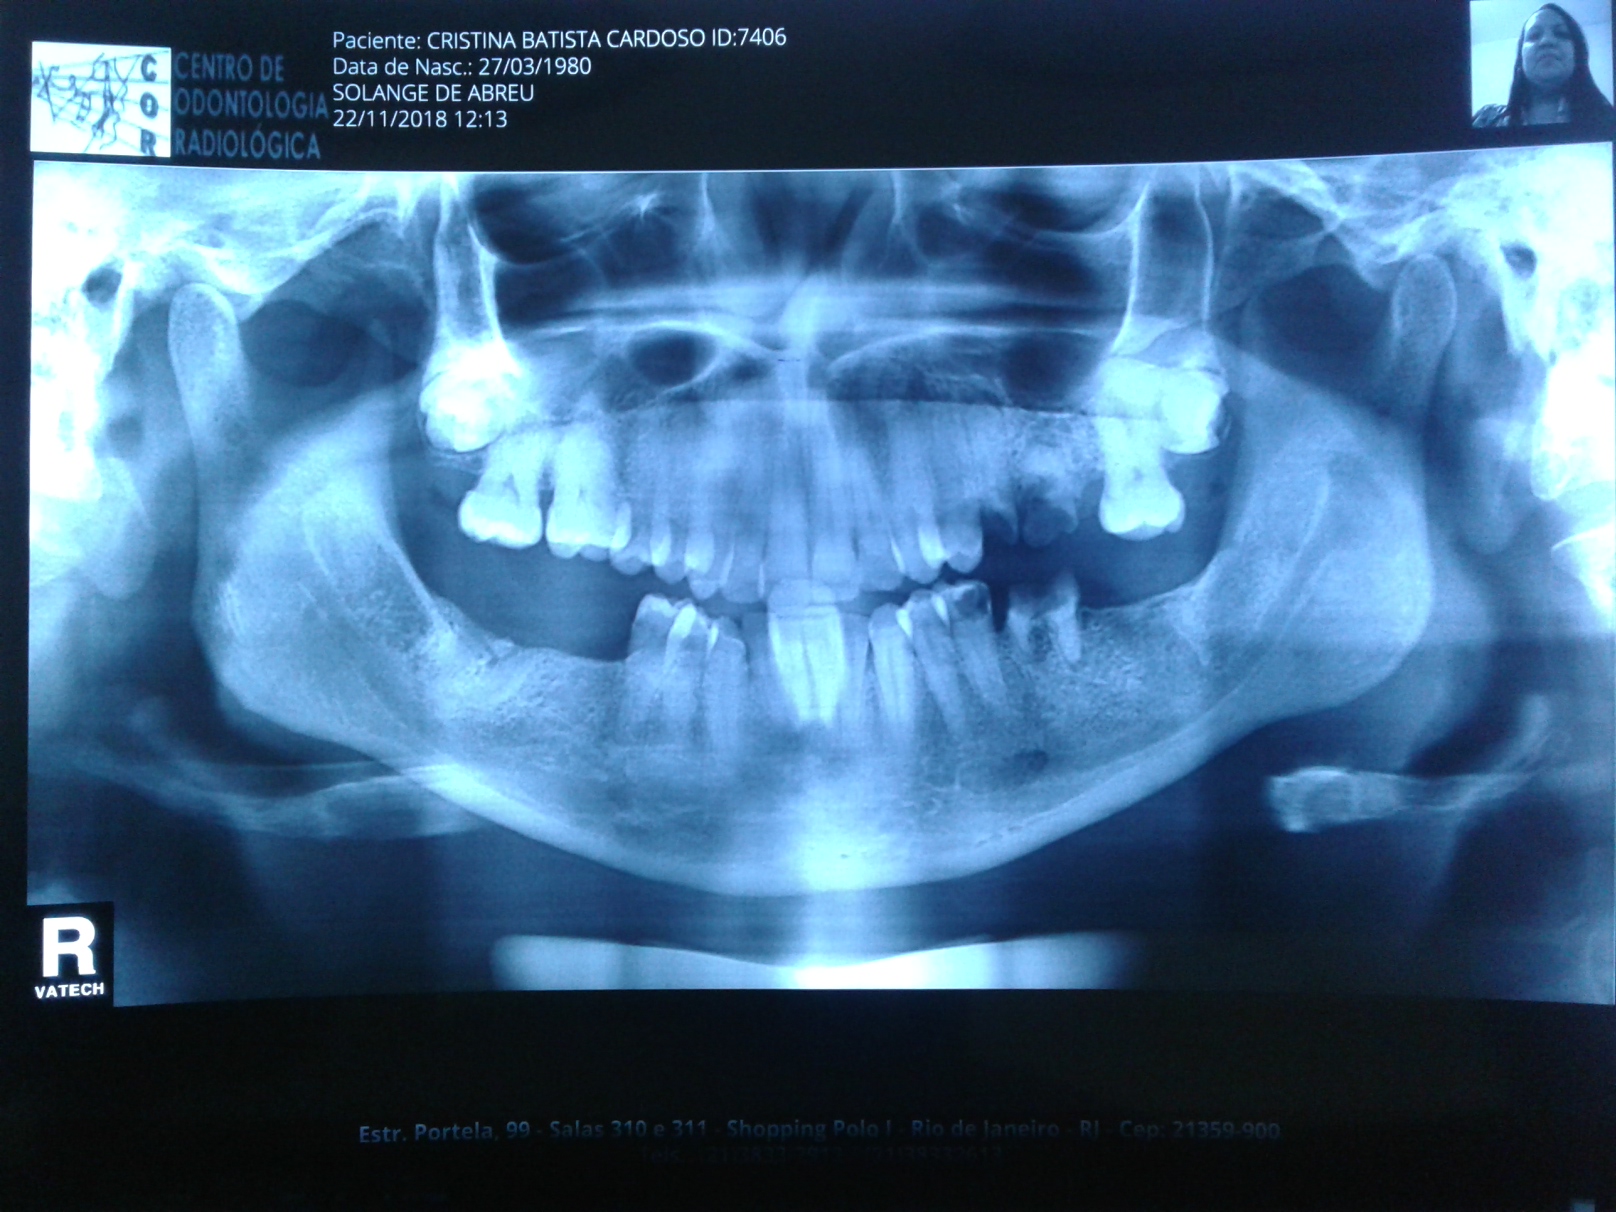 Paciente: CRISTINA BATISTA CARDOSO ID:7406
Data de Nasc.: 27/03/1980
SOLANGE DE ABREU
22/11/2018 12:13
C CENTRO DE
O ODONTOLOGIA
R RADIOLÓGICA
R
VATECH
Estr. Portela, 99 - Salas 310 e 311 - Shopping Polo I - Rio de Janeiro - RJ - Cep: 21359-900
Tels.